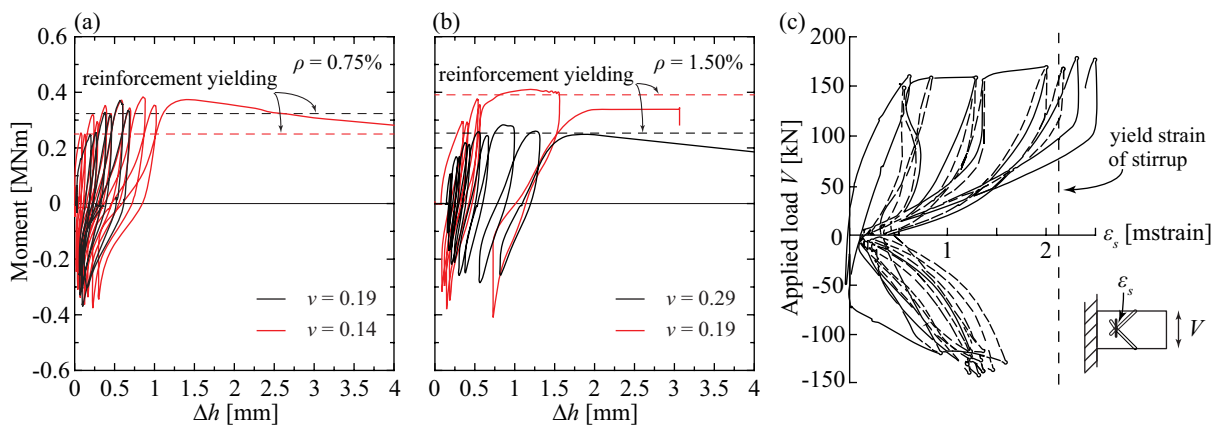 (a)
0.6
0.4
0.2
0
-0.2
-0.4
-0.6
Moment [MNm]
reinforcement yielding
ρ = 0.75%
ν = 0.19
ν = 0.14
0 0.5 1 1.5 2 2.5 3 3.5 4
Δh [mm]
(b)
reinforcement yielding
ρ = 1.50%
ν = 0.29
ν = 0.19
0 0.5 1 1.5 2 2.5 3 3.5 4
Δh [mm]
(c)
200
150
100
50
0
-50
-100
-150
Applied load V [kN]
yield strain
of stirrup
1 2
εs [mstrain]
εs
V